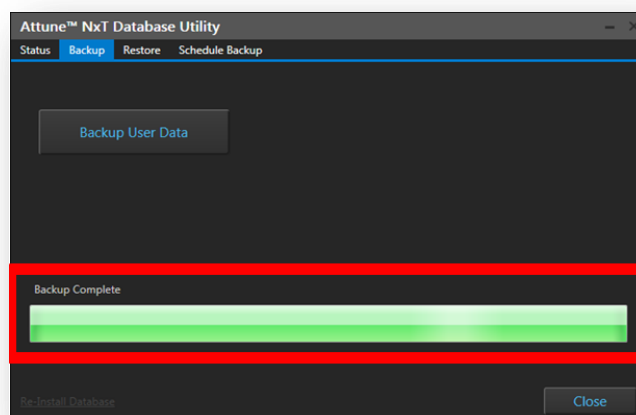 Attune™ NxT Database Utility
Status Backup Restore Schedule Backup
Backup User Data
Backup Complete
Re-Install Database
Close